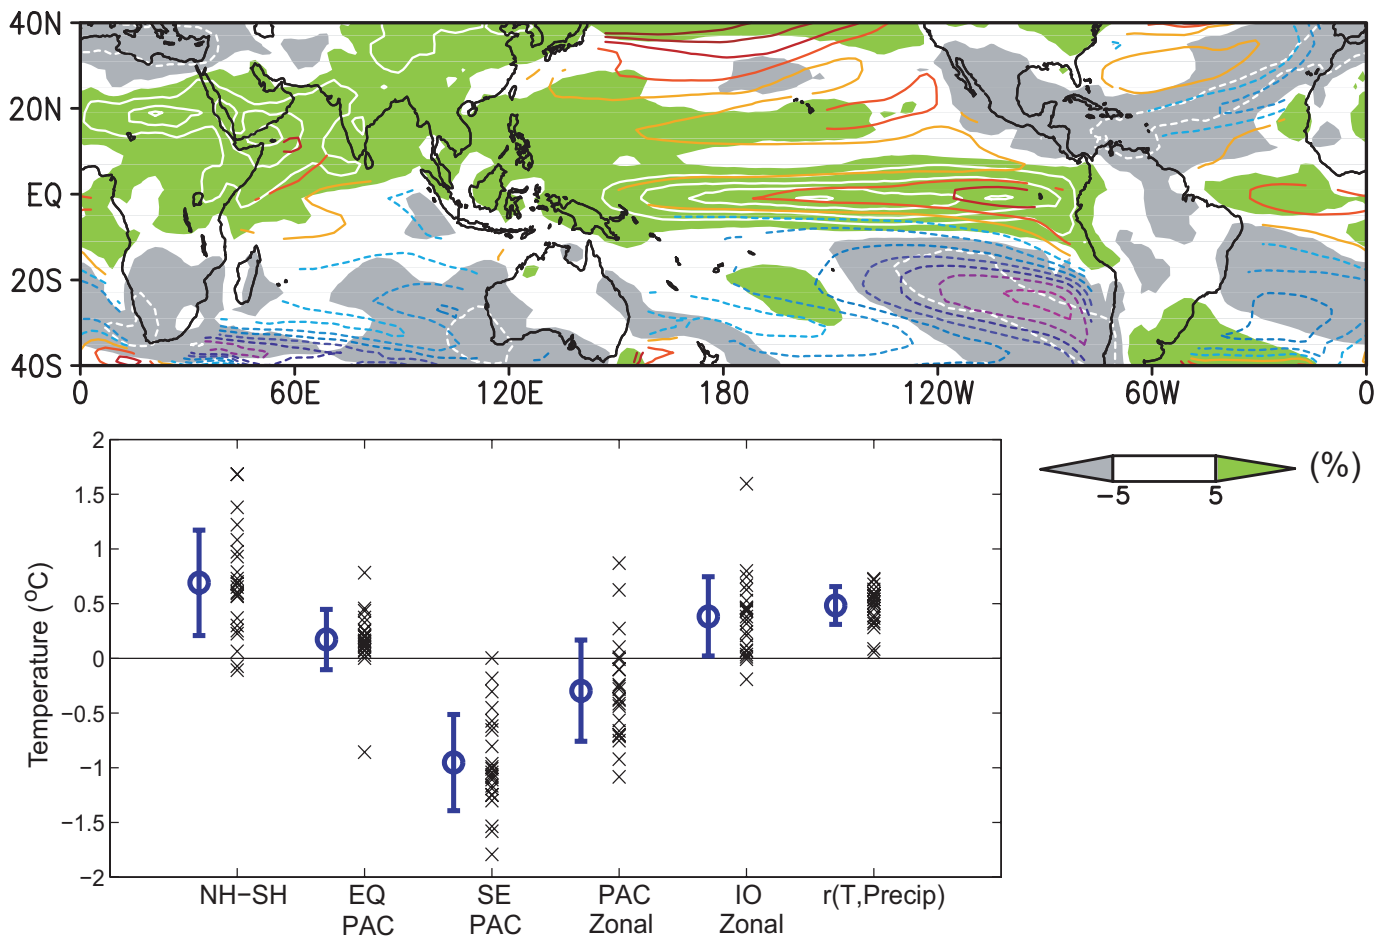 40N
20N
EQ
20S
40S
0 60E 120E 180 120W 60W 0
2
1.5
1
0.5
0
−0.5
−1
−1.5
−2
Temperature (°C)
NH−SH EQ PAC SE PAC PAC Zonal IO Zonal r(T,Precip)
−5 5 (%)